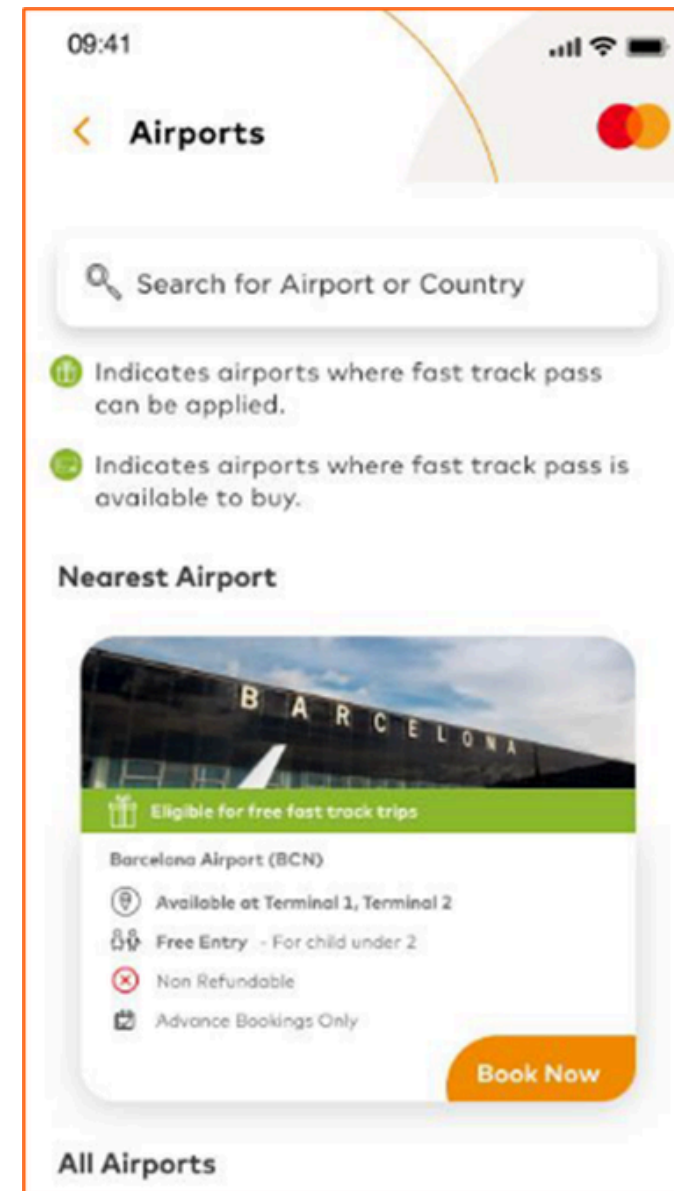 09:41
Airports
Search for Airport or Country
Indicates airports where fast track pass
can be applied.
Indicates airports where fast track pass is
available to buy.
Nearest Airport
BARCELONA
Eligible for free fast track trips
Barcelona Airport (BCN)
Available at Terminal 1, Terminal 2
Free Entry - For child under 2
Non Refundable
Advance Bookings Only
Book Now
All Airports